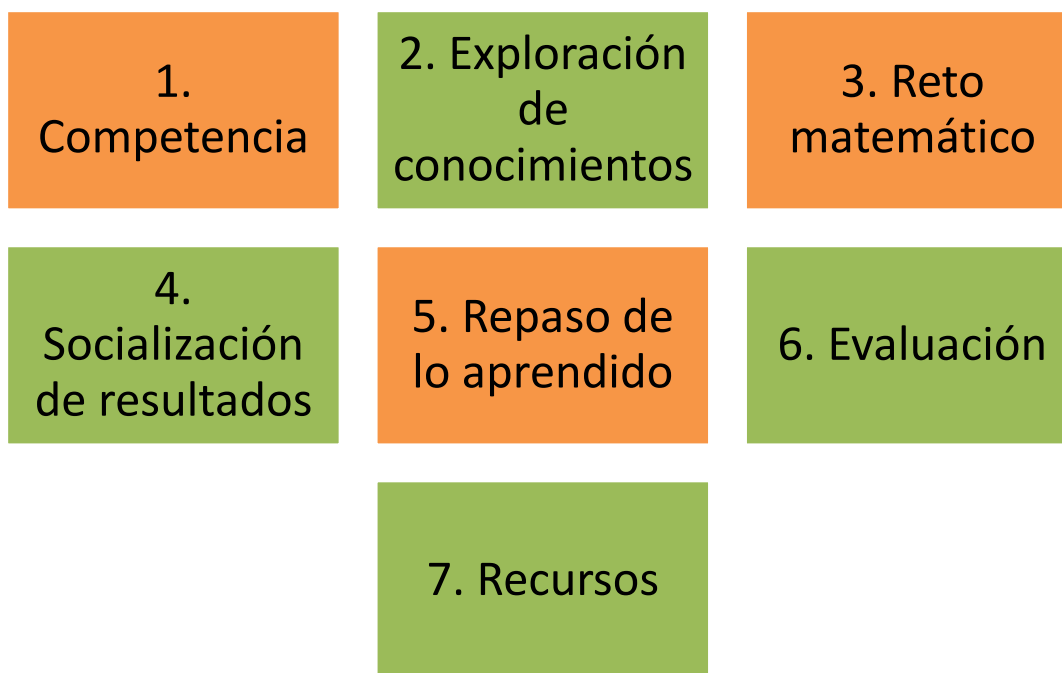 1.
Competencia
2. Exploración
de
conocimientos
3. Reto
matemático
4.
Socialización
de resultados
5. Repaso de
lo aprendido
6. Evaluación
7. Recursos